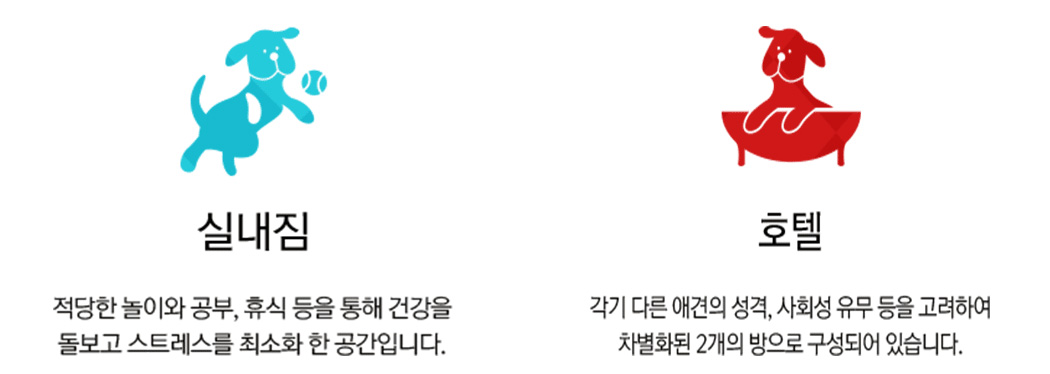 실내짐
적당한 놀이와 공부, 휴식 등을 통해 건강을
돌보고 스트레스를 최소화 한 공간입니다.
호텔
각기 다른 애견의 성격, 사회성 유무 등을 고려하여
차별화된 2개의 방으로 구성되어 있습니다.